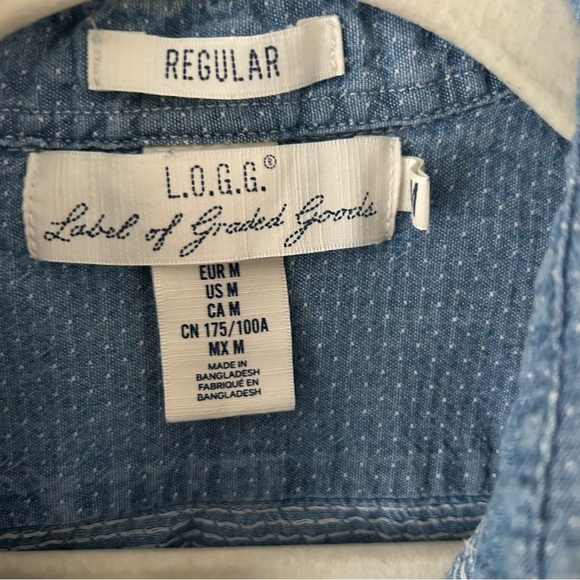 REGULAR
L.O.G.G.®
Label of Graded Goods
EUR M
US M
CA M
CN 175/100A
MX M
MADE IN
BANGLADESH
FABRIQUÉ EN
BANGLADESH